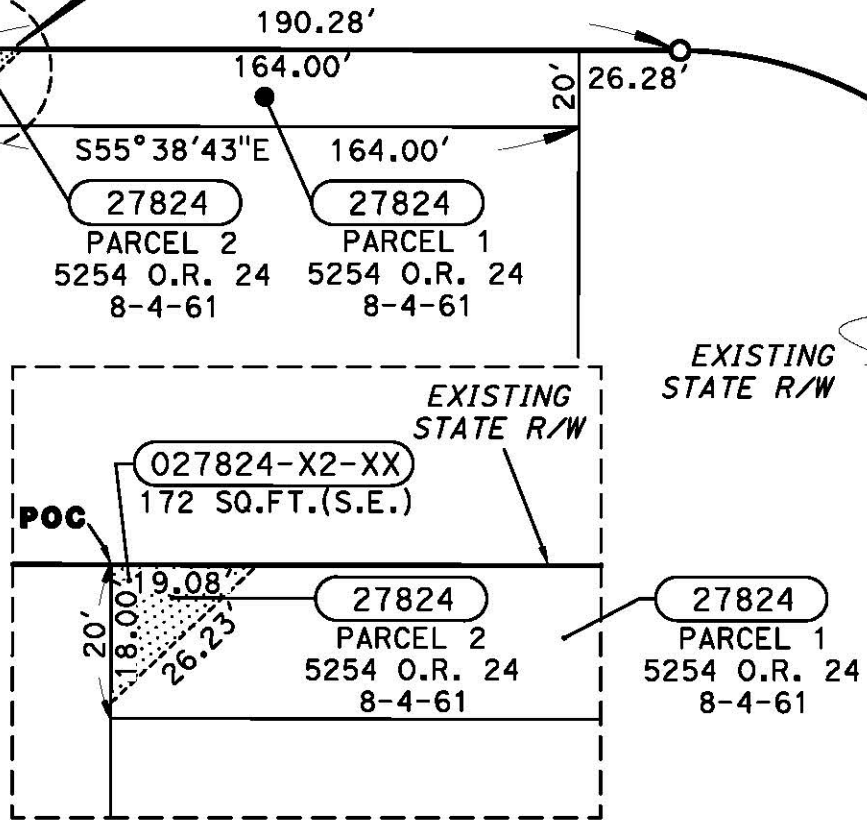 190.28'
164.00'
20'
26.28'
S55°38'43"E
164.00'
27824
PARCEL 2
5254 O.R. 24
8-4-61
27824
PARCEL 1
5254 O.R. 24
8-4-61
EXISTING
STATE R/W
EXISTING
STATE R/W
027824-X2-XX
172 SQ.FT.(S.E.)
POC
19.08'
18.00'
20'
26.23'
27824
PARCEL 2
5254 O.R. 24
8-4-61
27824
PARCEL 1
5254 O.R. 24
8-4-61